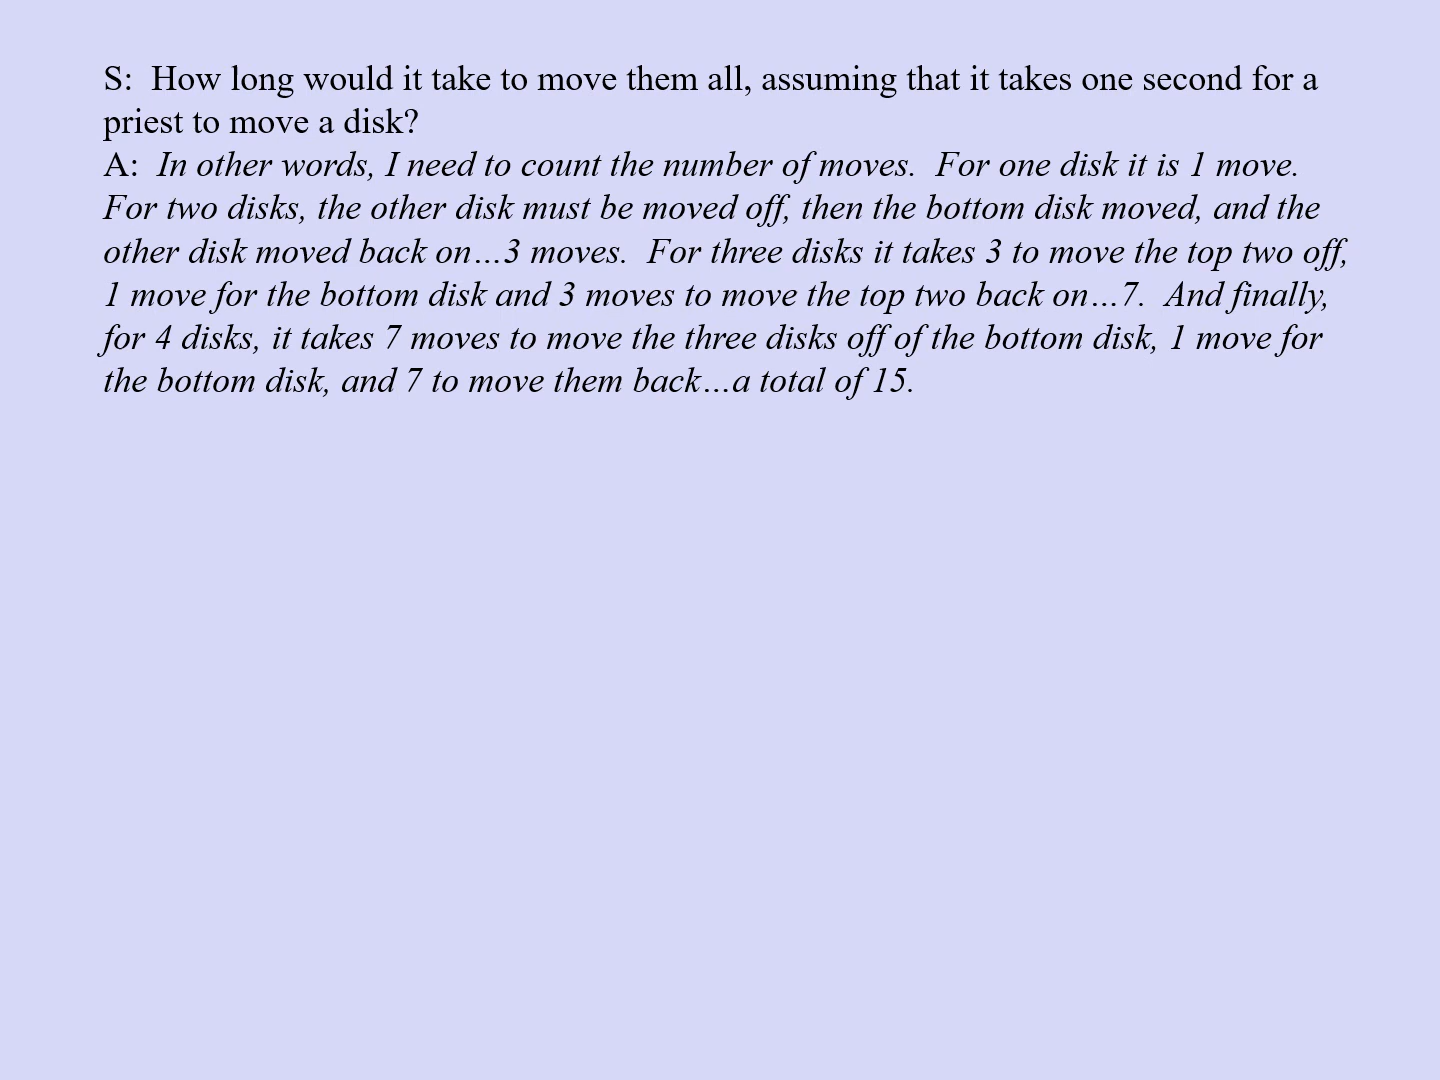 S:  How long would it take to move them all, assuming that it takes one second for a
priest to move a disk?
A:  In other words, I need to count the number of moves.  For one disk it is 1 move.
For two disks, the other disk must be moved off, then the bottom disk moved, and the
other disk moved back on…3 moves.  For three disks it takes 3 to move the top two off,
1 move for the bottom disk and 3 moves to move the top two back on…7.  And finally,
for 4 disks, it takes 7 moves to move the three disks off of the bottom disk, 1 move for
the bottom disk, and 7 to move them back…a total of 15.